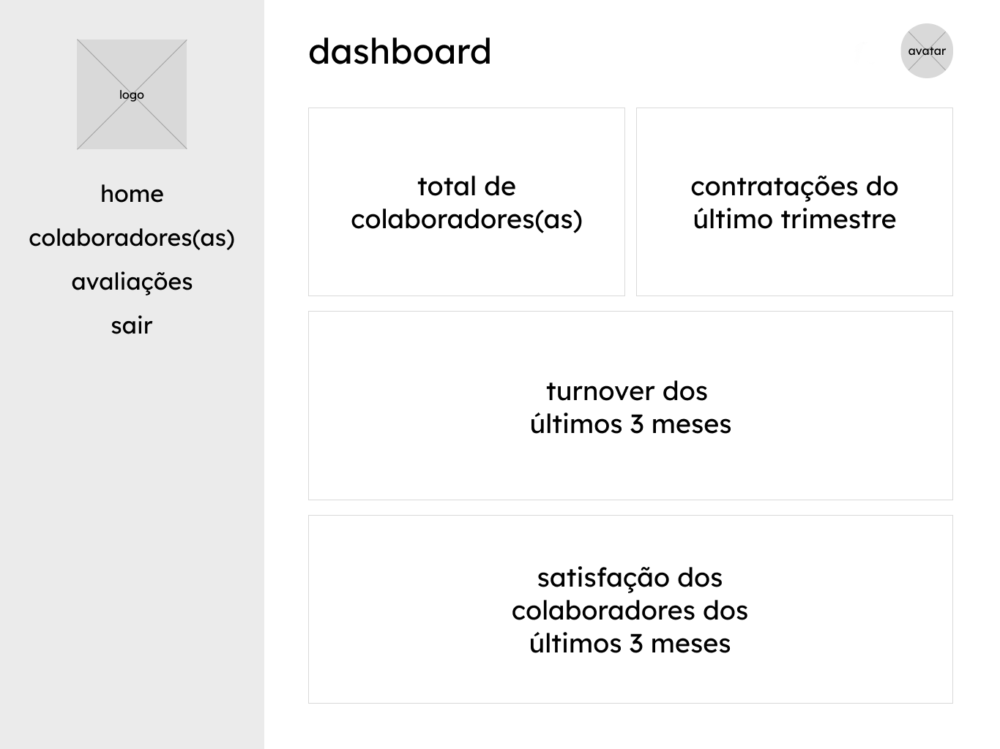 logo
home
colaboradores(as)
avaliações
sair
dashboard
avatar
total de
colaboradores(as)
contratações do
último trimestre
turnover dos
últimos 3 meses
satisfação dos
colaboradores dos
últimos 3 meses